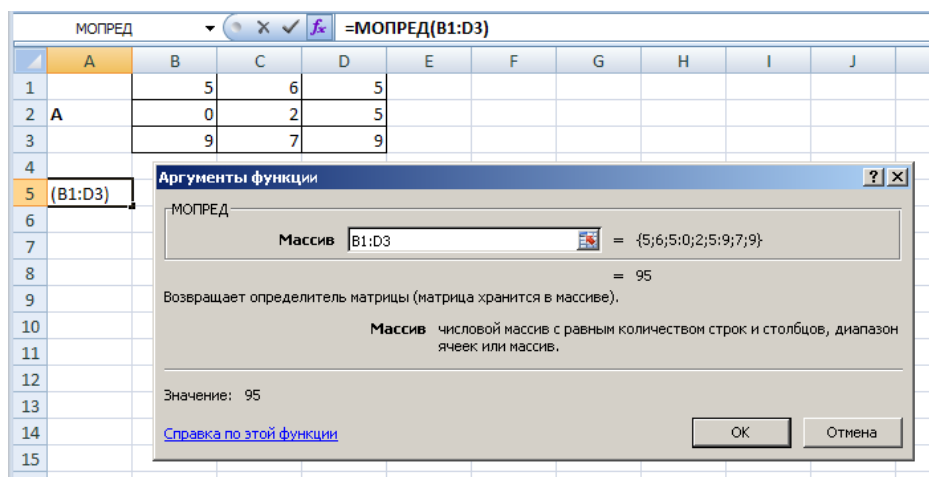 МОПРЕД fx =МОПРЕД(B1:D3)
A B C D E F G H I J
1 5 6 5
2 A 0 2 5
3 9 7 9
4
Аргументы функции
5 (B1:D3)
МОПРЕД
6
Массив B1:D3 = {5;6;5:0;2;5:9;7;9}
7
8 = 95
9 Возвращает определитель матрицы (матрица хранится в массиве).
10 Массив числовой массив с равным количеством строк и столбцов, диапазон
11 ячеек или массив.
12
Значение: 95
13
14 Справка по этой функции OK Отмена
15